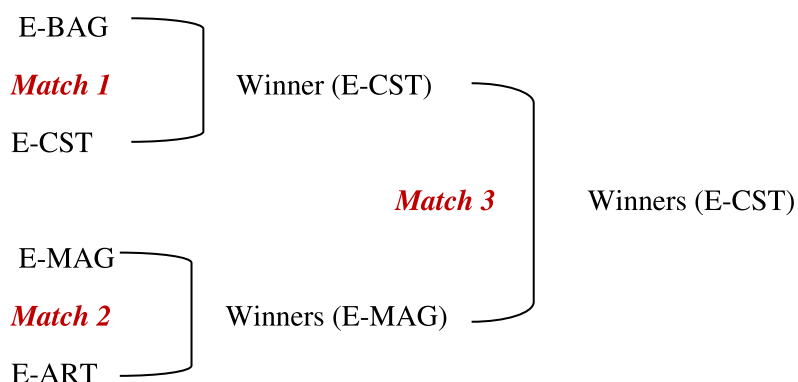 E-BAG
Match 1
Winner (E-CST)
E-CST
Match 3
Winners (E-CST)
E-MAG
Match 2
Winners (E-MAG)
E-ART